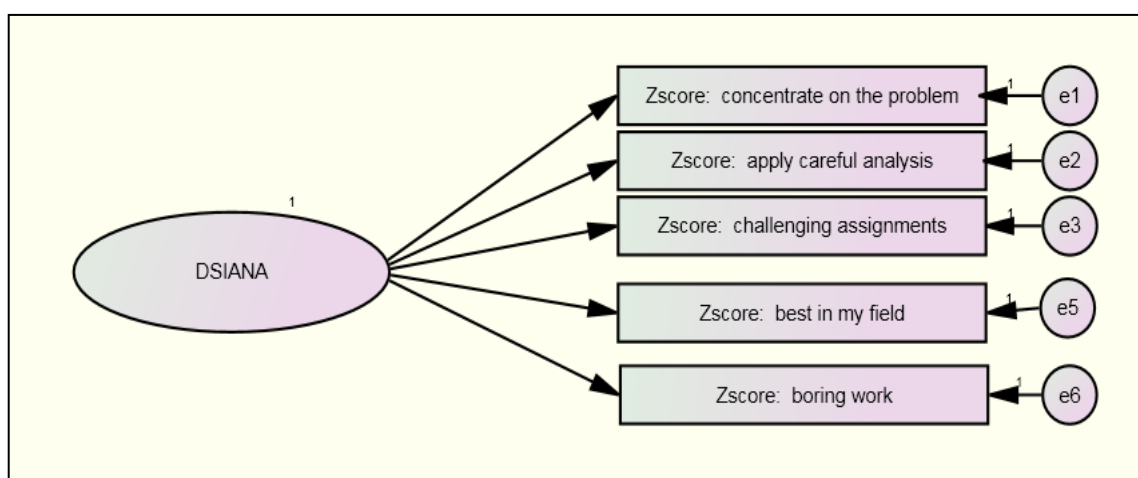 Zscore: concentrate on the problem
1
e1
Zscore: apply careful analysis
1
e2
1
Zscore: challenging assignments
1
e3
DSIANA
Zscore: best in my field
1
e5
Zscore: boring work
1
e6